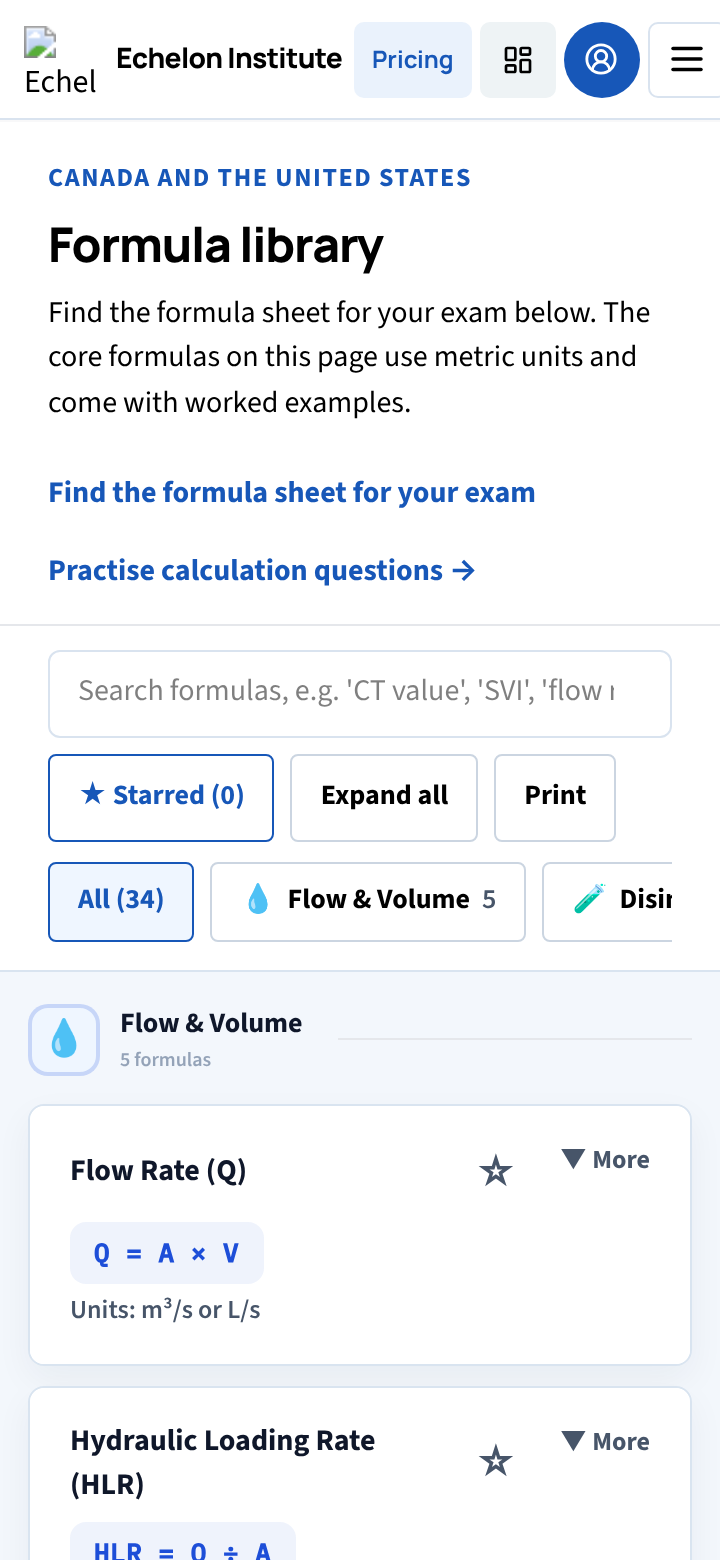 Echel
Echelon Institute
Pricing
CANADA AND THE UNITED STATES
Formula library
Find the formula sheet for your exam below. The
core formulas on this page use metric units and
come with worked examples.
Find the formula sheet for your exam
Practise calculation questions →
Search formulas, e.g. 'CT value', 'SVI', 'flow
★ Starred (0)
Expand all
Print
All (34)
Flow & Volume 5
Flow & Volume
5 formulas
Flow Rate (Q)
▼ More
Q = A × V
Units: m³/s or L/s
Hydraulic Loading Rate
(HLR)
▼ More
HLR = Q ÷ A